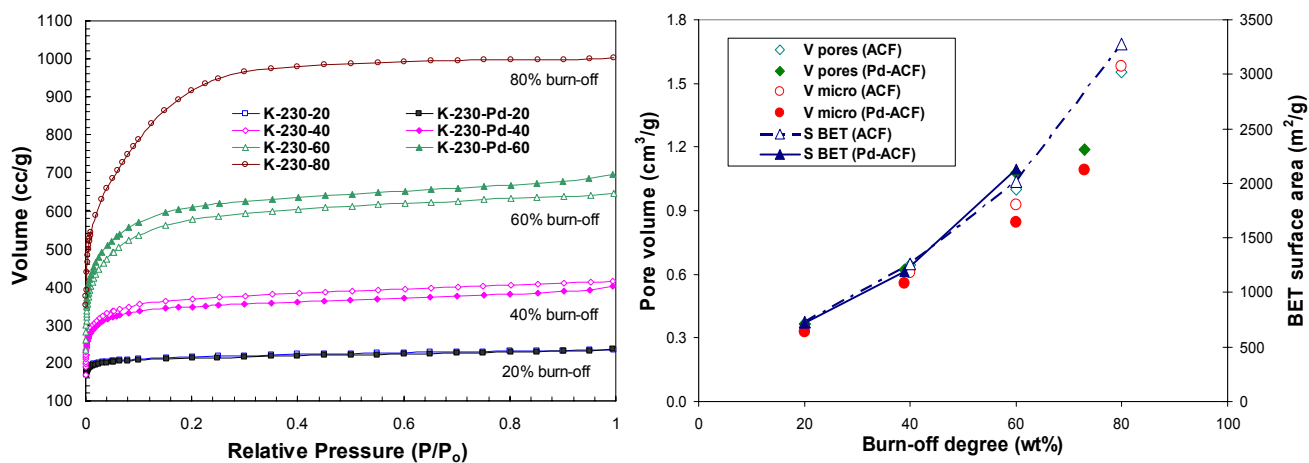 1100
1000
900
800
700
600
500
400
300
200
100
Volume (cc/g)
80% burn-off
K-230-20 K-230-Pd-20
K-230-40 K-230-Pd-40
K-230-60 K-230-Pd-60
K-230-80
60% burn-off
40% burn-off
20% burn-off
0 0.2 0.4 0.6 0.8 1
Relative Pressure (P/Po)
1.8
1.5
1.2
0.9
0.6
0.3
0.0
Pore volume (cm³/g)
V pores (ACF)
V pores (Pd-ACF)
V micro (ACF)
V micro (Pd-ACF)
S BET (ACF)
S BET (Pd-ACF)
3500
3000
2500
2000
1500
1000
500
0
BET surface area (m²/g)
0 20 40 60 80 100
Burn-off degree (wt%)